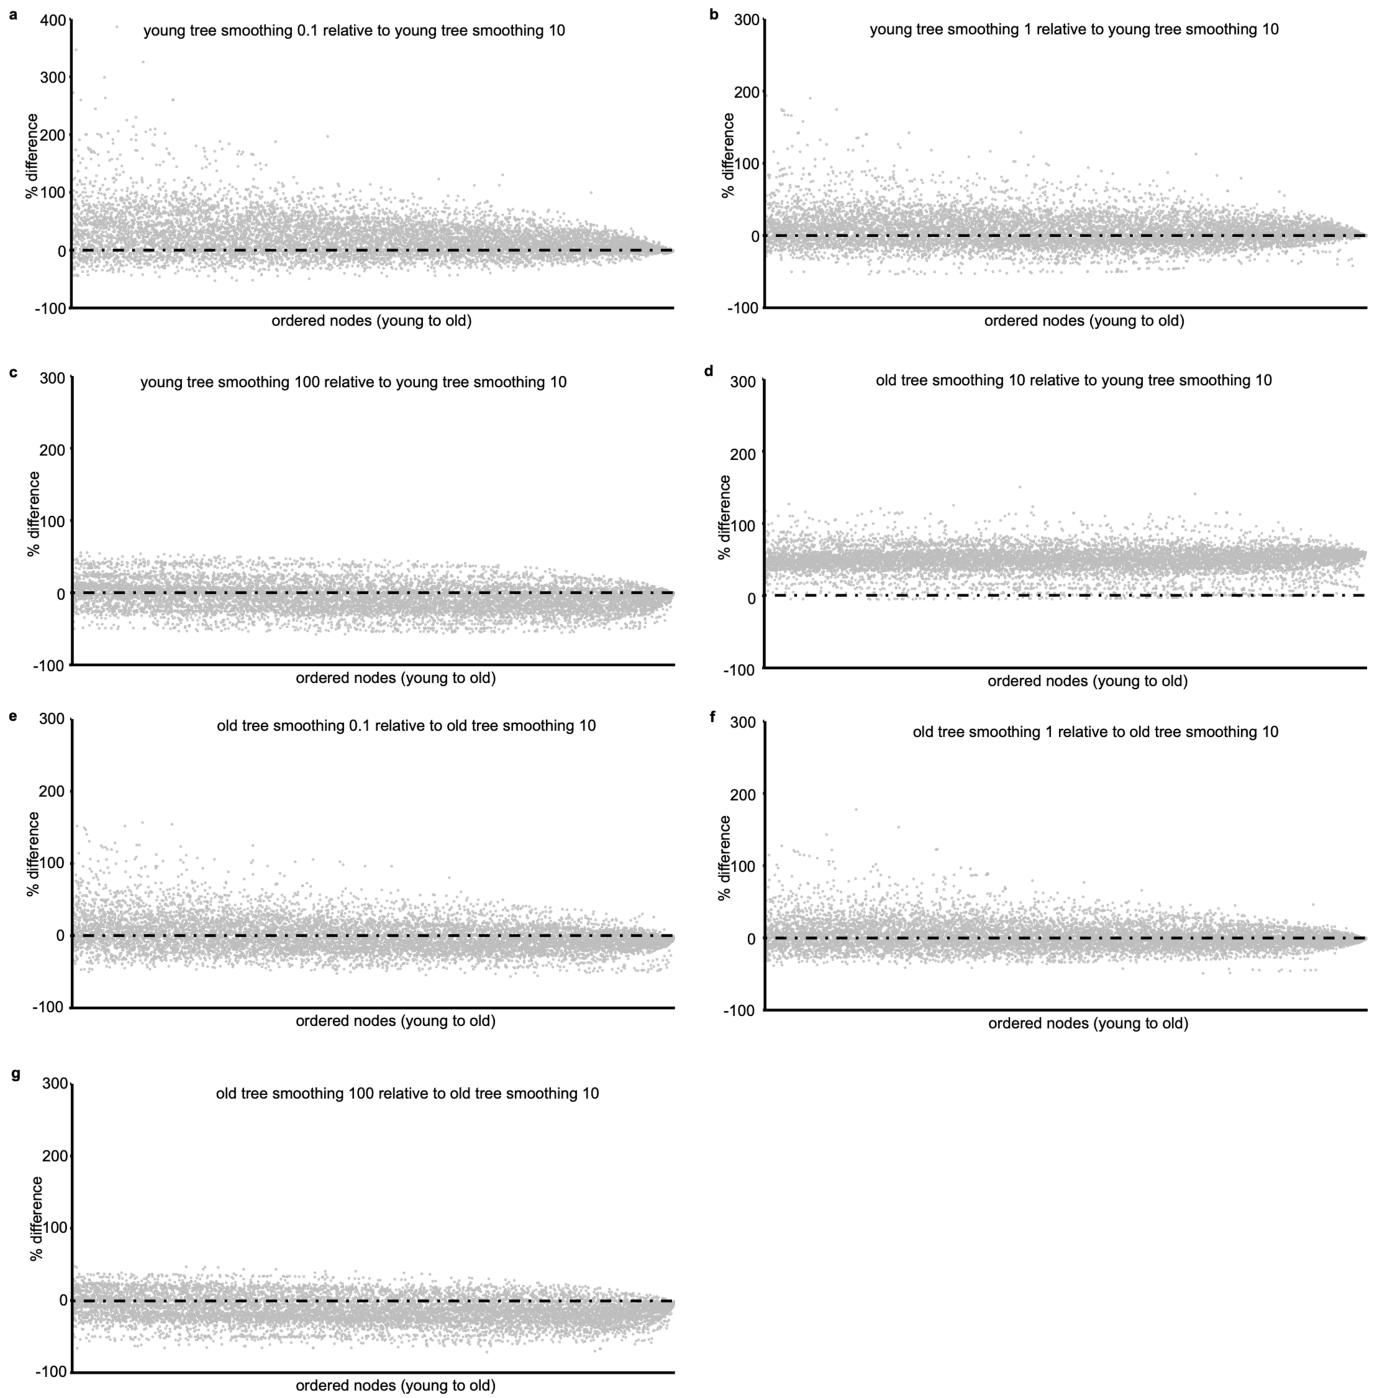 a
young tree smoothing 0.1 relative to young tree smoothing 10
400
300
200
100
0
-100
% difference
ordered nodes (young to old)
b
young tree smoothing 1 relative to young tree smoothing 10
300
200
100
0
-100
% difference
ordered nodes (young to old)
c
young tree smoothing 100 relative to young tree smoothing 10
300
200
100
0
-100
% difference
ordered nodes (young to old)
d
old tree smoothing 10 relative to young tree smoothing 10
300
200
100
0
-100
% difference
ordered nodes (young to old)
e
old tree smoothing 0.1 relative to old tree smoothing 10
300
200
100
0
-100
% difference
ordered nodes (young to old)
f
old tree smoothing 1 relative to old tree smoothing 10
300
200
100
0
-100
% difference
ordered nodes (young to old)
g
old tree smoothing 100 relative to old tree smoothing 10
300
200
100
0
-100
% difference
ordered nodes (young to old)